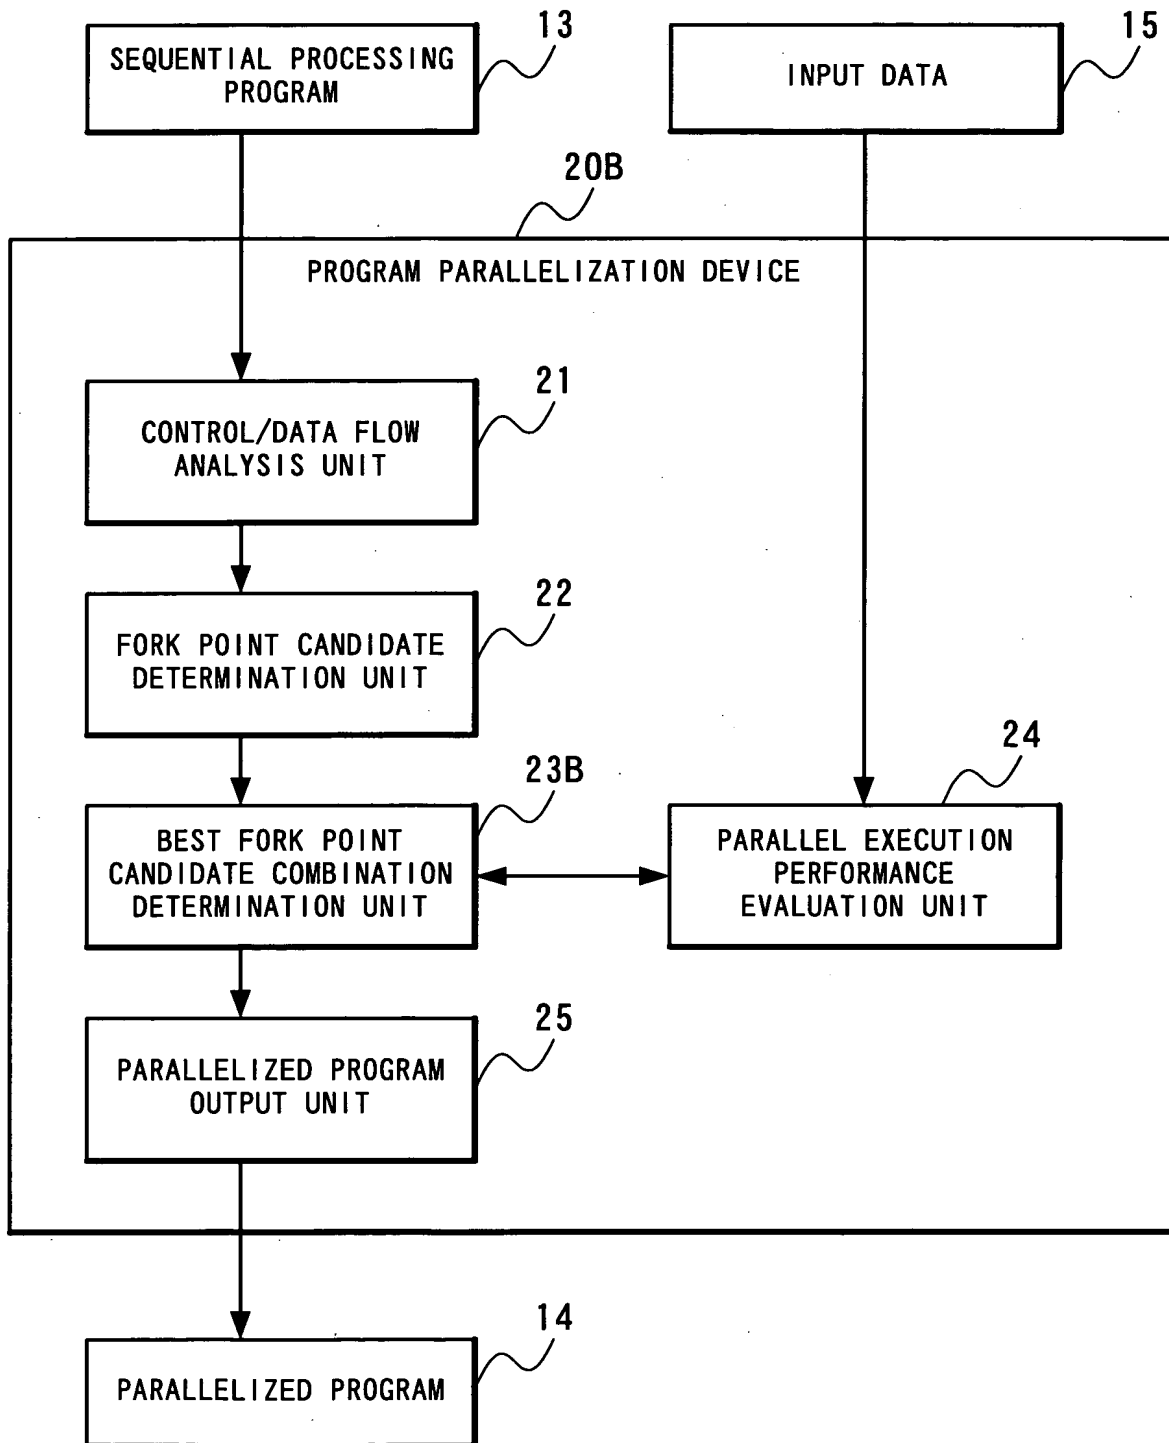 13
SEQUENTIAL PROCESSING
PROGRAM
15
INPUT DATA
20B
PROGRAM PARALLELIZATION DEVICE
21
CONTROL/DATA FLOW
ANALYSIS UNIT
22
FORK POINT CANDIDATE
DETERMINATION UNIT
23B
BEST FORK POINT
CANDIDATE COMBINATION
DETERMINATION UNIT
24
PARALLEL EXECUTION
PERFORMANCE
EVALUATION UNIT
25
PARALLELIZED PROGRAM
OUTPUT UNIT
14
PARALLELIZED PROGRAM